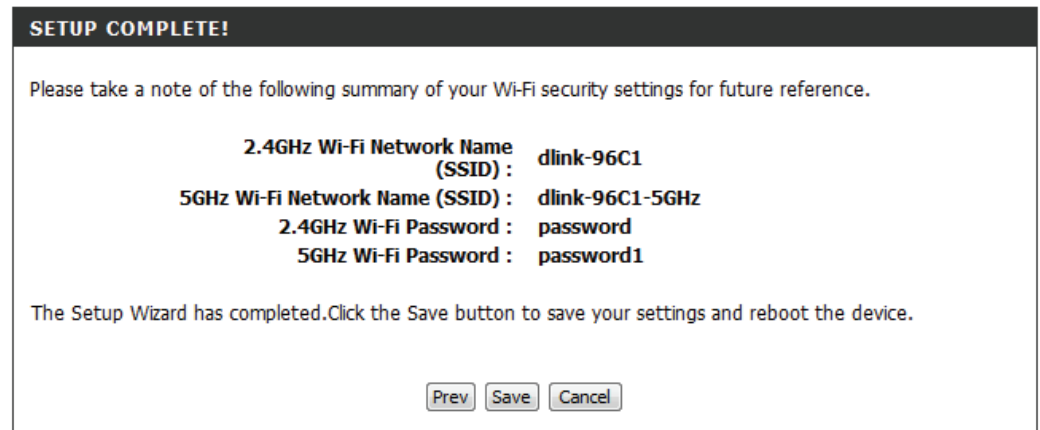 SETUP COMPLETE!
Please take a note of the following summary of your Wi-Fi security settings for future reference.
2.4GHz Wi-Fi Network Name
(SSID) : dlink-96C1
5GHz Wi-Fi Network Name (SSID) : dlink-96C1-5GHz
2.4GHz Wi-Fi Password : password
5GHz Wi-Fi Password : password1
The Setup Wizard has completed.Click the Save button to save your settings and reboot the device.
Prev Save Cancel